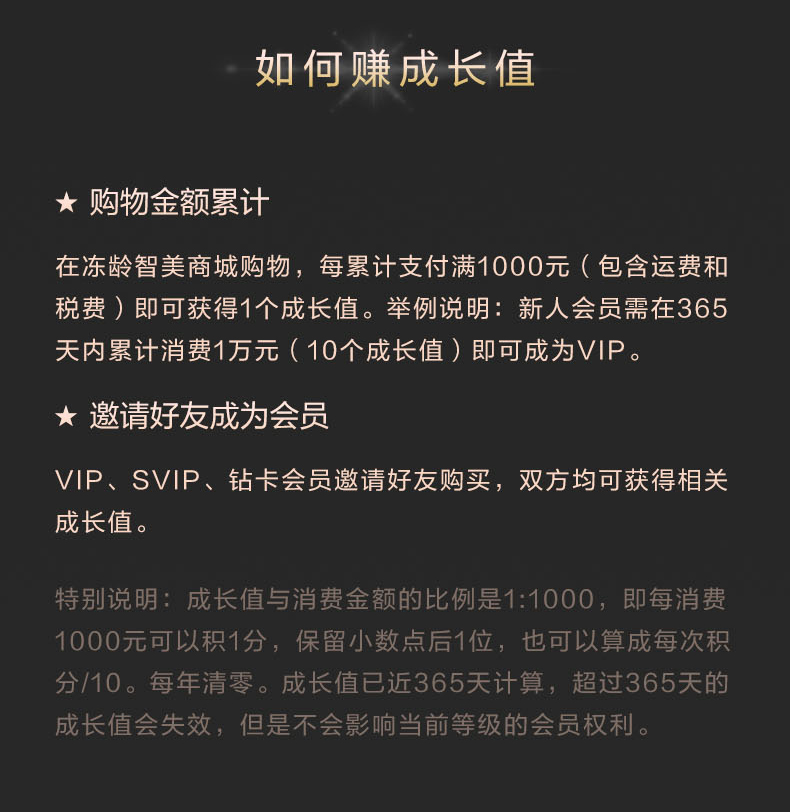 如何赚成长值
★ 购物金额累计
在冻龄智美商城购物，每累计支付满1000元（包含运费和
税费）即可获得1个成长值。举例说明：新人会员需在365
天内累计消费1万元（10个成长值）即可成为VIP。
★ 邀请好友成为会员
VIP、SVIP、钻卡会员邀请好友购买，双方均可获得相关
成长值。
特别说明：成长值与消费金额的比例是1:1000，即每消费
1000元可以积1分，保留小数点后1位，也可以算成每次积
分/10。每年清零。成长值已近365天计算，超过365天的
成长值会失效，但是不会影响当前等级的会员权利。